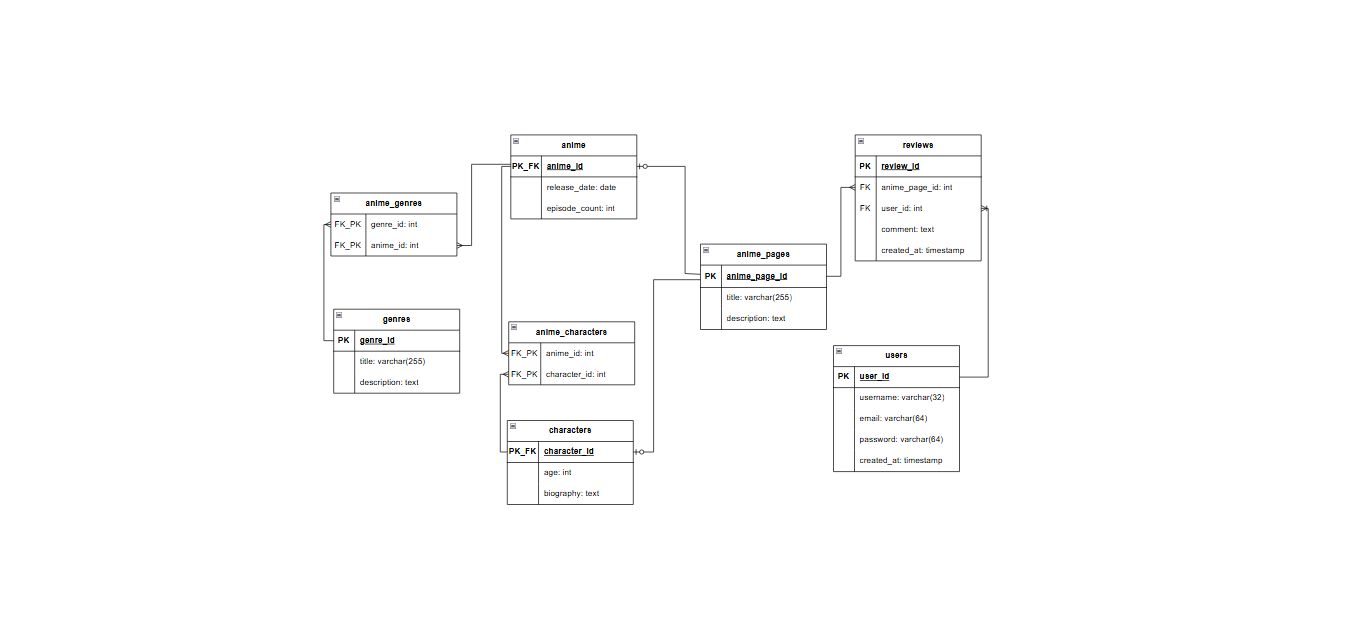 anime
PK_FK anime_id
release_date: date
episode_count: int
reviews
PK review_id
FK anime_page_id: int
FK user_id: int
comment: text
created_at: timestamp
anime_genres
FK_PK genre_id: int
FK_PK anime_id: int
anime_pages
PK anime_page_id
title: varchar(255)
description: text
genres
PK genre_id
title: varchar(255)
description: text
anime_characters
FK_PK anime_id: int
FK_PK character_id: int
users
PK user_id
username: varchar(32)
email: varchar(64)
password: varchar(64)
created_at: timestamp
characters
PK_FK character_id
age: int
biography: text